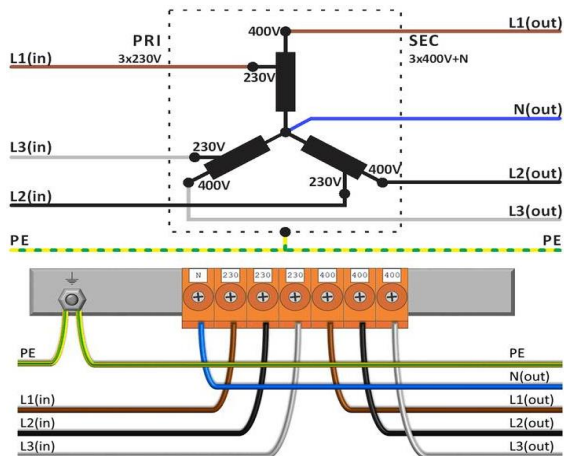 400V
L1(out)
PRI
SEC
L1(in)
3x230V
230V
3x400V+N
N(out)
L3(in)
230V
400V
400V
230V
L2(out)
L2(in)
L3(out)
PE
PE
N
230
230
230
400
400
400
PE
PE
N(out)
L1(in)
L1(out)
L2(in)
L2(out)
L3(in)
L3(out)